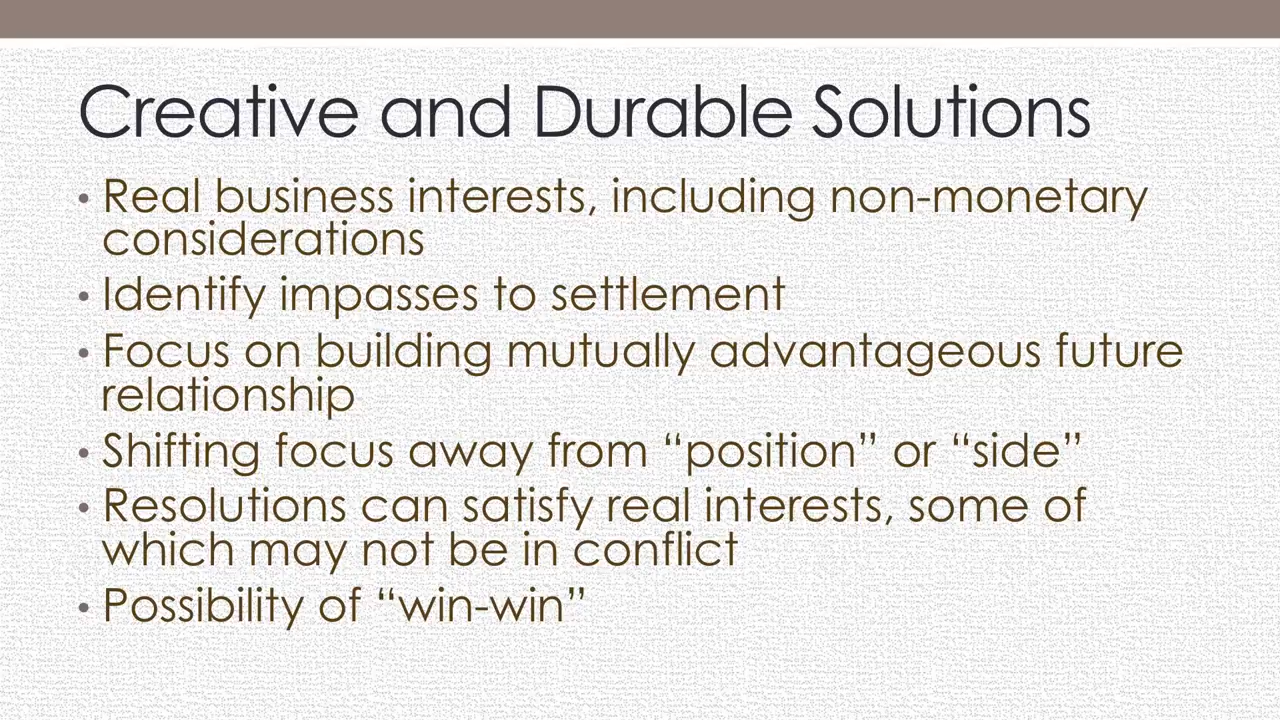 Creative and Durable Solutions
• Real business interests, including non-monetary
considerations
• Identify impasses to settlement
• Focus on building mutually advantageous future
relationship
• Shifting focus away from “position” or “side”
• Resolutions can satisfy real interests, some of
which may not be in conflict
• Possibility of “win-win”